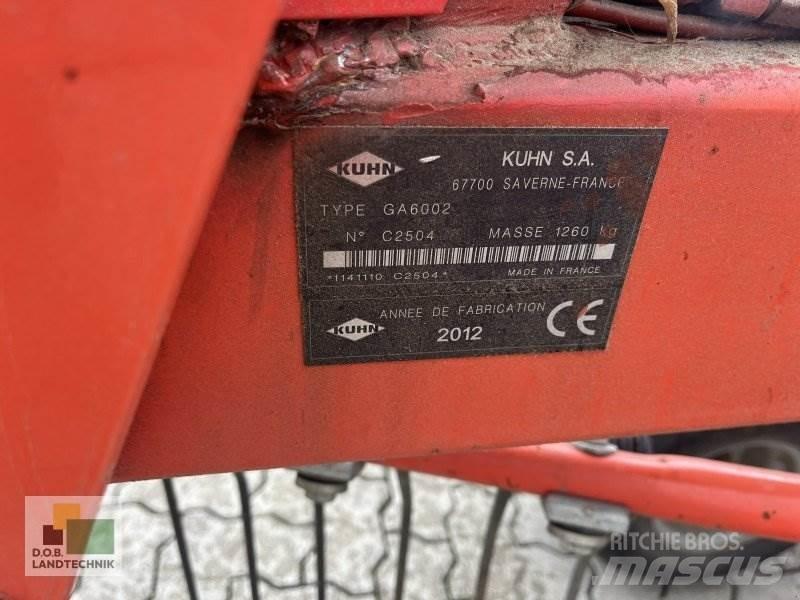 KUHN
KUHN S.A.
67700 SAVERNE-FRANCE
TYPE GA6002
N° C2504 MASSE 1260 kg
*1141110 C2504.* MADE IN FRANCE
KUHN
ANNEE DE FABRICATION
2012
CE
D.O.B.
LANDTECHNIK
RITCHIE BROS.
MASCUS